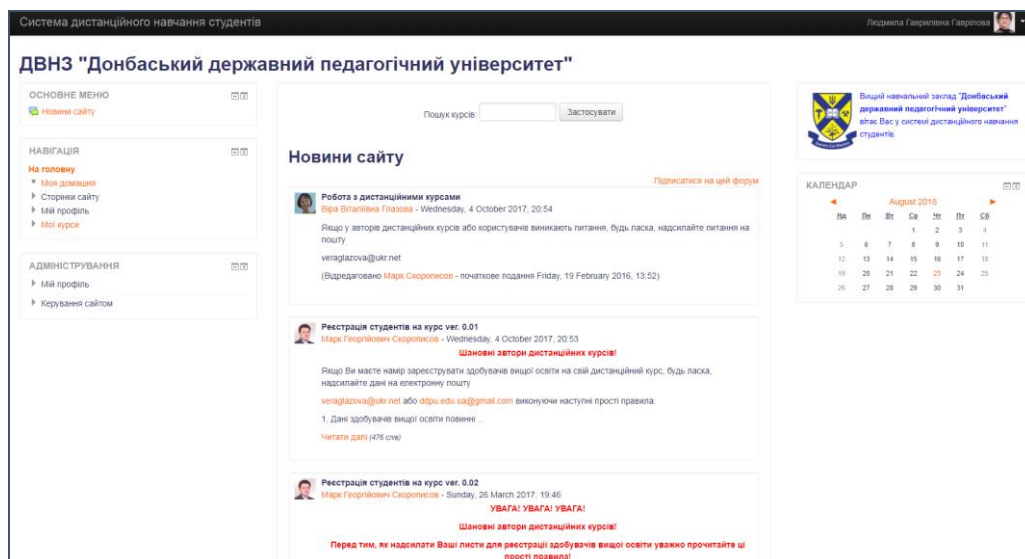 Система дистанційного навчання студентів
Людмила Гаврилівна Гаврілова
ДВНЗ "Донбаський державний педагогічний університет"
ОСНОВНЕ МЕНЮ
Новини сайту
НАВІГАЦІЯ
На головну
Моя домашня
Сторінки сайту
Мій профіль
Мої курси
АДМІНІСТРУВАННЯ
Мій профіль
Керування сайтом
Пошук курсів:
Застосувати
Новини сайту
Підписатися на цей форум
Робота з дистанційними курсами
Віра Віталіївна Глазова - Wednesday, 4 October 2017, 20:54
Якщо у авторів дистанційних курсів або користувачів виникають питання, будь ласка, надсилайте питання на
пошту
veraglazova@ukr.net
(Відредаговано Марк Скорописов - початкове подання Friday, 19 February 2016, 13:52)
Реєстрація студентів на курс ver. 0.01
Марк Георгійович Скорописов - Wednesday, 4 October 2017, 20:53
Шановні автори дистанційних курсів!
Якщо Ви маєте намір зареєструвати здобувачів вищої освіти на свій дистанційний курс, будь ласка,
надсилайте дані на електронну пошту
veraglazova@ukr.net або ddpu.edu.ua@gmail.com виконуючи наступні прості правила:
1. Дані здобувачів вищої освіти повинні ...
Читати далі (476 слів)
Реєстрація студентів на курс ver. 0.02
Марк Георгійович Скорописов - Sunday, 26 March 2017, 19:46
УВАГА! УВАГА! УВАГА!
Шановні автори дистанційних курсів!
Перед тим, як надсилати Ваші листи для реєстрації здобувачів вищої освіти уважно прочитайте ці
прості правила!
Вищий навчальний заклад "Донбаський
державний педагогічний університет"
вітає Вас у системі дистанційного навчання
студентів.
КАЛЕНДАР
August 2018
Нд Пн Вт Ср Чт Пт Сб
1 2 3 4
5 6 7 8 9 10 11
12 13 14 15 16 17 18
19 20 21 22 23 24 25
26 27 28 29 30 31